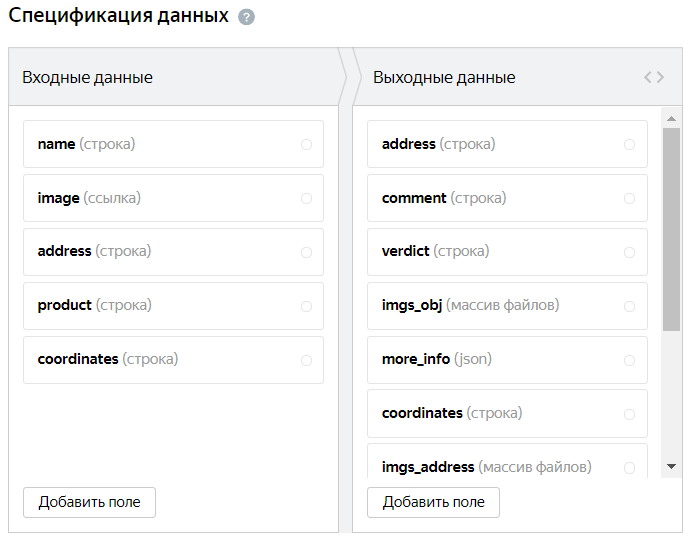 Спецификация данных ?
Входные данные
name (строка)
image (ссылка)
address (строка)
product (строка)
coordinates (строка)
Добавить поле
Выходные данные <>
address (строка)
comment (строка)
verdict (строка)
imgs_obj (массив файлов)
more_info (json)
coordinates (строка)
imgs_address (массив файлов)
Добавить поле